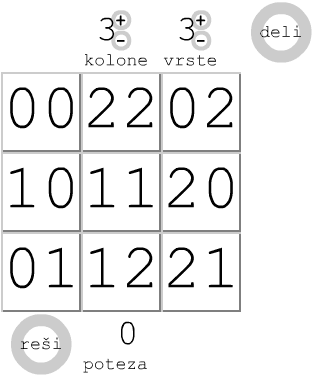 3+- 3+-
kolone vrste deli
00 22 02
10 11 20
01 12 21
reši 0
poteza